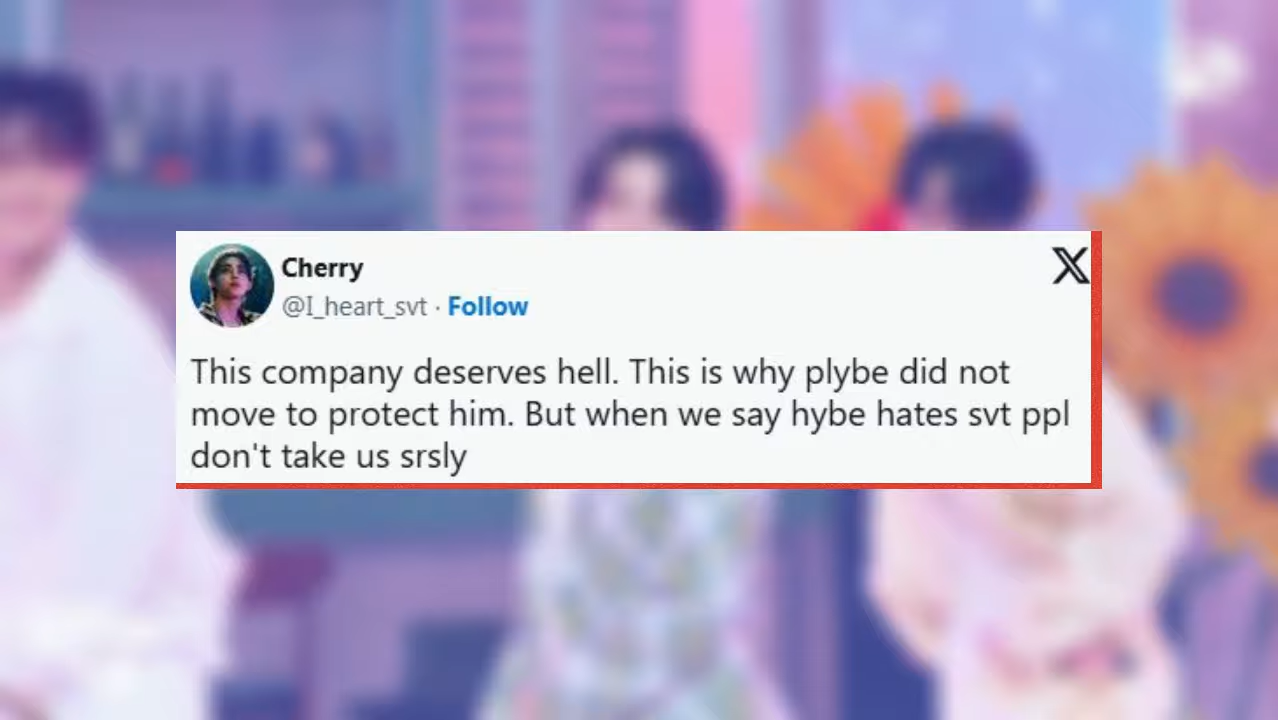 Cherry
@I_heart_svt · Follow
This company deserves hell. This is why plybe did not
move to protect him. But when we say hybe hates svt ppl
don't take us srsly